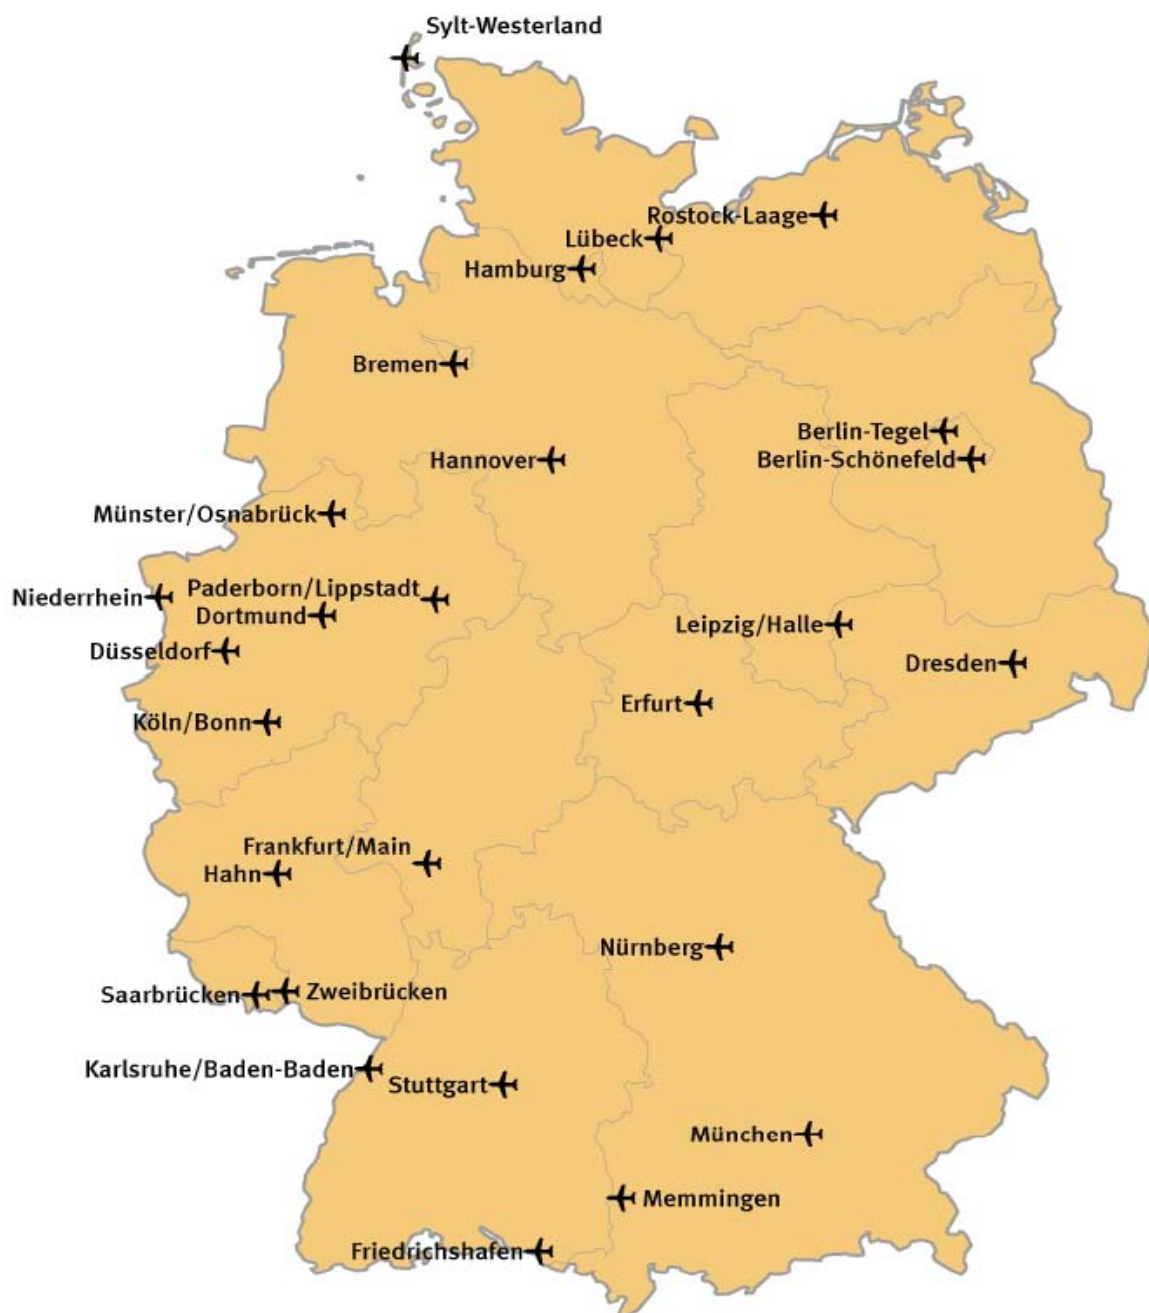 Sylt-Westerland
Rostock-Laage
Lübeck
Hamburg
Bremen
Berlin-Tegel
Berlin-Schönefeld
Hannover
Münster/Osnabrück
Paderborn/Lippstadt
Niederrhein
Dortmund
Leipzig/Halle
Düsseldorf
Dresden
Erfurt
Köln/Bonn
Frankfurt/Main
Hahn
Nürnberg
Saarbrücken
Zweibrücken
Karlsruhe/Baden-Baden
Stuttgart
München
Memmingen
Friedrichshafen